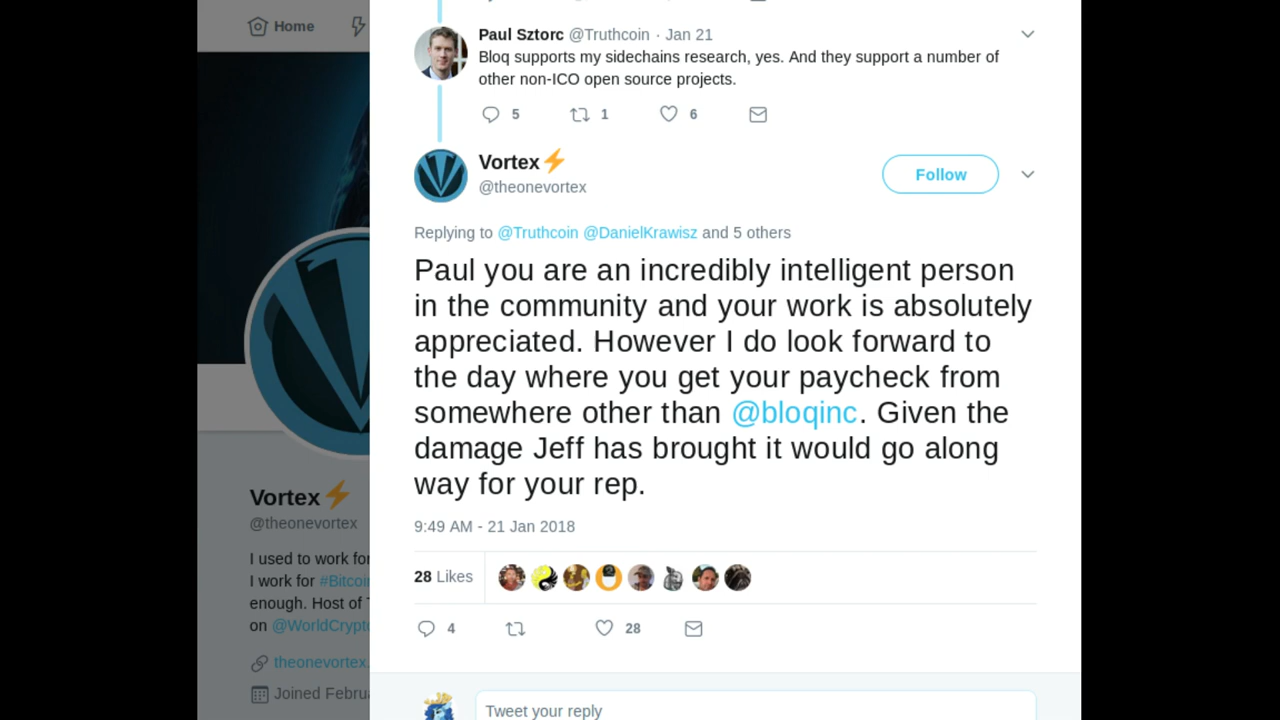 Home
Paul Sztorc @Truthcoin · Jan 21
Bloq supports my sidechains research, yes. And they support a number of
other non-ICO open source projects.
5 1 6
Vortex⚡
@theonevortex
Follow
Replying to @Truthcoin @DanielKrawisz and 5 others
Paul you are an incredibly intelligent person
in the community and your work is absolutely
appreciated. However I do look forward to
the day where you get your paycheck from
somewhere other than @bloqinc. Given the
damage Jeff has brought it would go along
way for your rep.
9:49 AM - 21 Jan 2018
28 Likes
4 28
Tweet your reply
Vortex⚡
@theonevortex
I used to work for
I work for #Bitcoi
enough. Host of
on @WorldCrypt
theonevortex.
Joined Februa